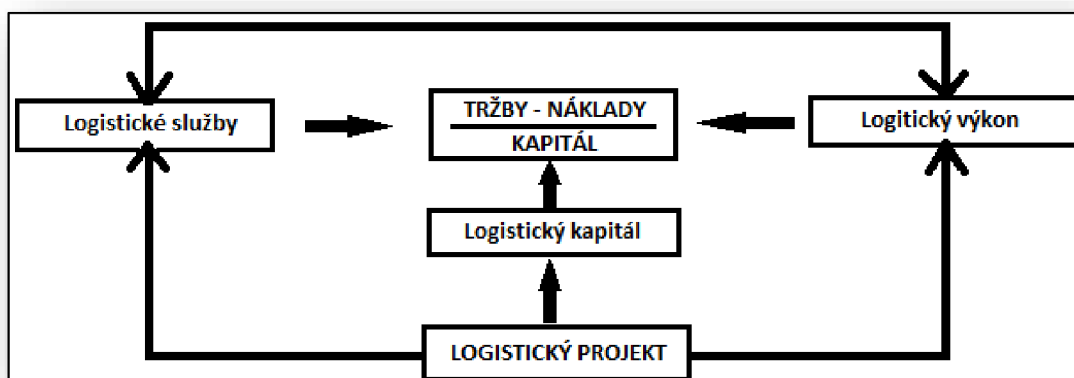 Logistické služby
TRŽBY - NÁKLADY
KAPITÁL
Logitický výkon
Logistický kapitál
LOGISTICKÝ PROJEKT